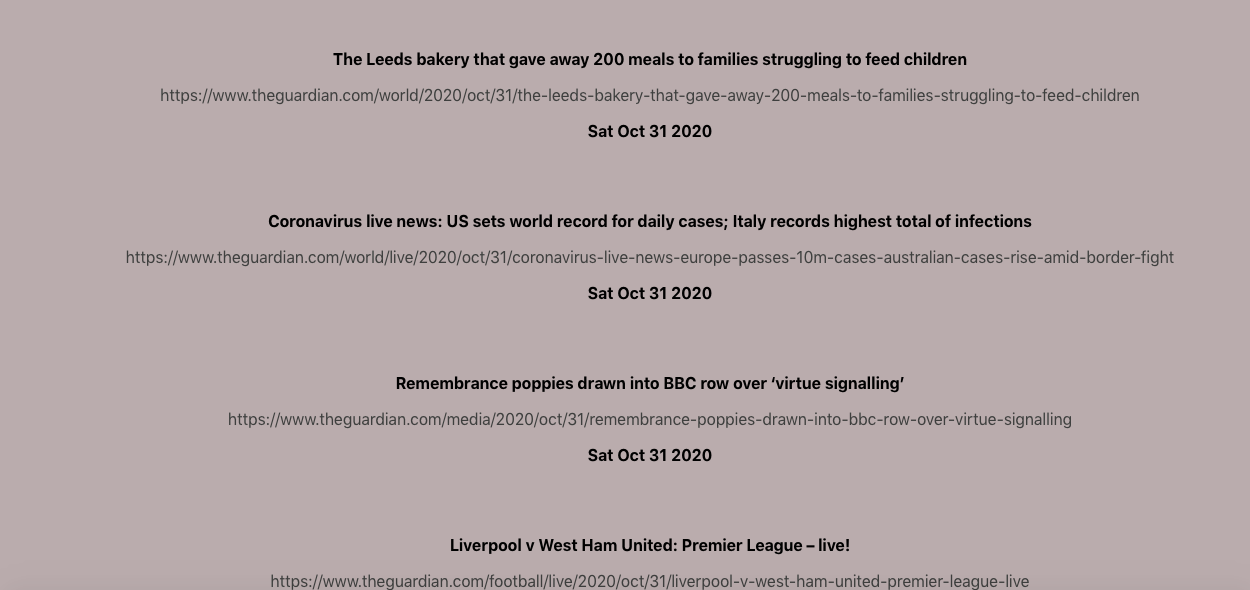 The Leeds bakery that gave away 200 meals to families struggling to feed children
https://www.theguardian.com/world/2020/oct/31/the-leeds-bakery-that-gave-away-200-meals-to-families-struggling-to-feed-children
Sat Oct 31 2020
Coronavirus live news: US sets world record for daily cases; Italy records highest total of infections
https://www.theguardian.com/world/live/2020/oct/31/coronavirus-live-news-europe-passes-10m-cases-australian-cases-rise-amid-border-fight
Sat Oct 31 2020
Remembrance poppies drawn into BBC row over ‘virtue signalling’
https://www.theguardian.com/media/2020/oct/31/remembrance-poppies-drawn-into-bbc-row-over-virtue-signalling
Sat Oct 31 2020
Liverpool v West Ham United: Premier League – live!
https://www.theguardian.com/football/live/2020/oct/31/liverpool-v-west-ham-united-premier-league-live